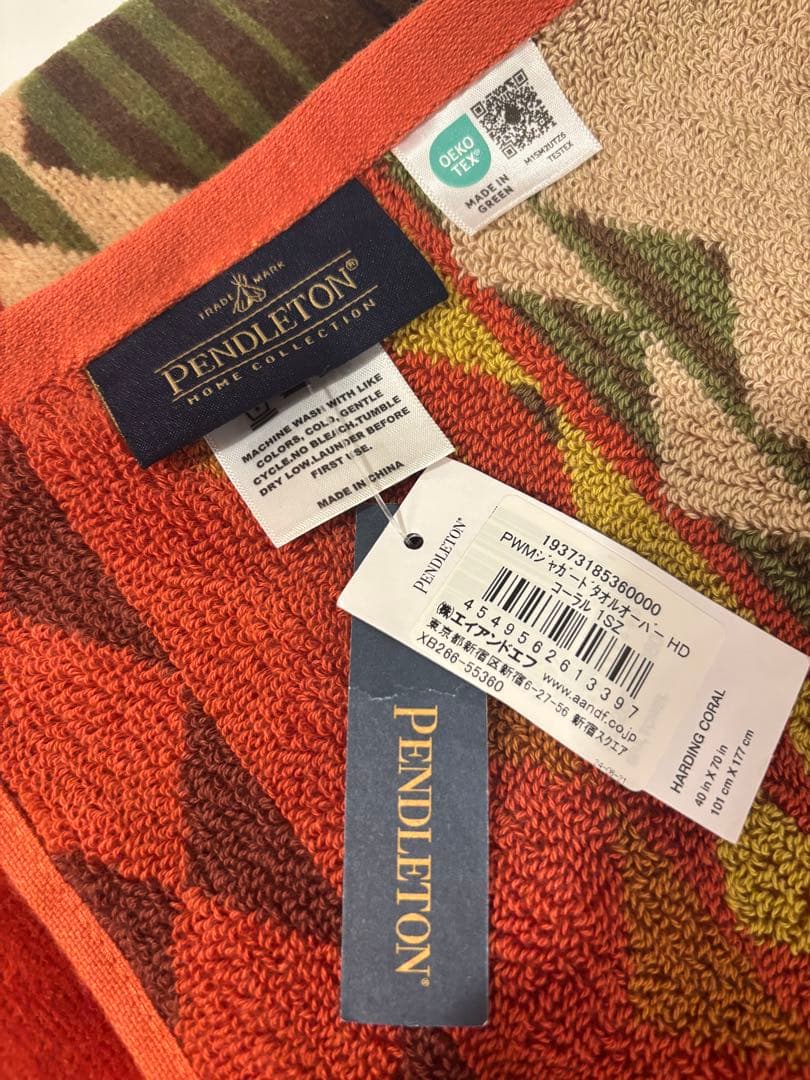 OEKO
TEX®
MADE IN
GREEN
M1SM2UTZ6
TESTEX
TRADE MARK
PENDLETON®
HOME COLLECTION
MACHINE WASH WITH LIKE
COLORS, COLD, GENTLE
CYCLE.NO BLEACH.TUMBLE
DRY LOW.LAUNDER BEFORE
FIRST USE.
MADE IN CHINA
PENDLETON®
19373185360000
PWMジャガードタオルオーバー HD
コーラル 1SZ
4549562613397
㈱エイアンドエフ www.aandf.co.jp
東京都新宿区新宿6-27-56 新宿スクエア
XB266-55360
HARDING CORAL
40 in X 70 in
101 cm X 177 cm
PENDLETON®